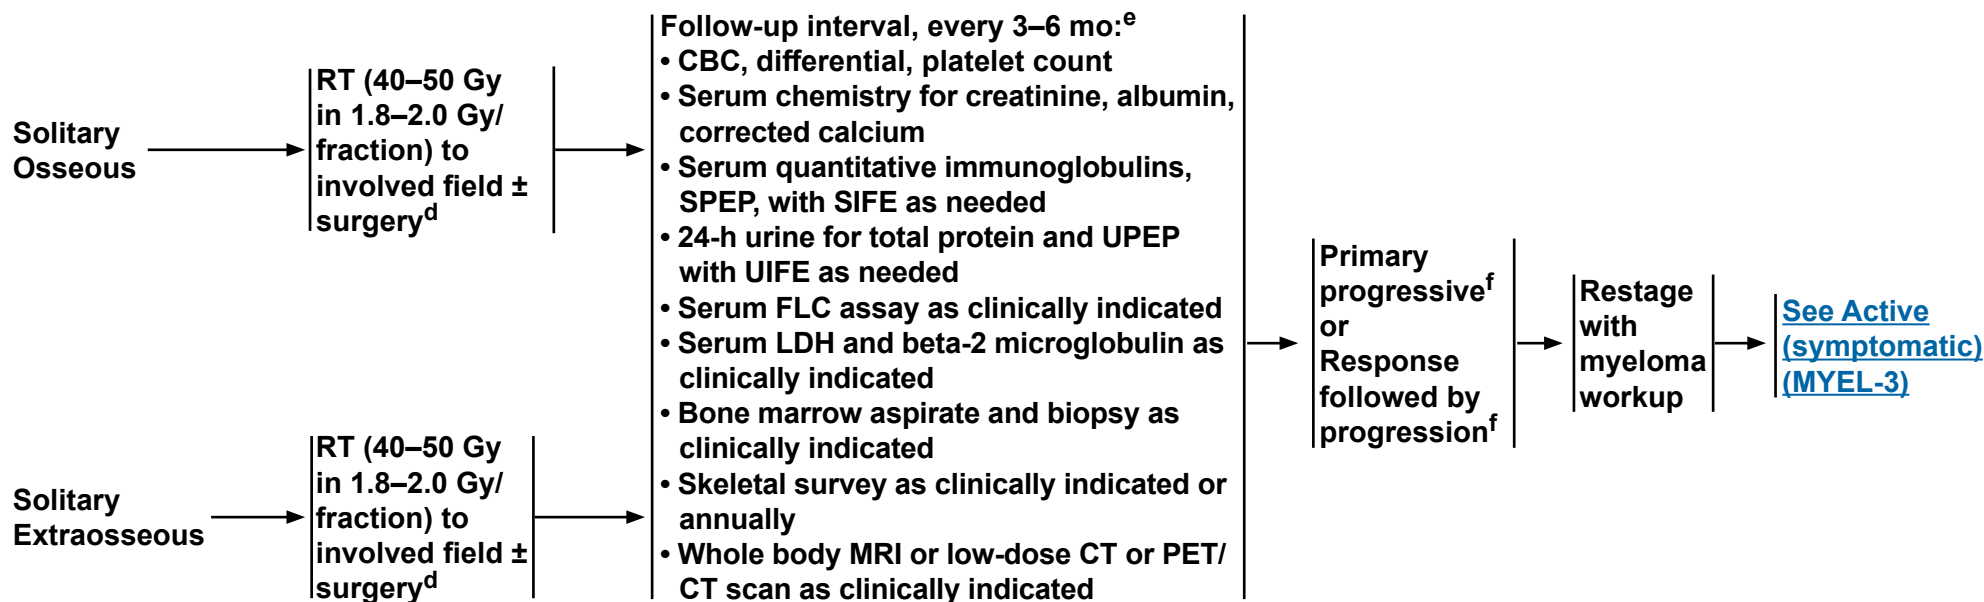 Solitary
Osseous
RT (40–50 Gy
in 1.8–2.0 Gy/
fraction) to
involved field ±
surgeryd
Solitary
Extraosseous
RT (40–50 Gy
in 1.8–2.0 Gy/
fraction) to
involved field ±
surgeryd
Follow-up interval, every 3–6 mo:e
• CBC, differential, platelet count
• Serum chemistry for creatinine, albumin,
corrected calcium
• Serum quantitative immunoglobulins,
SPEP, with SIFE as needed
• 24-h urine for total protein and UPEP
with UIFE as needed
• Serum FLC assay as clinically indicated
• Serum LDH and beta-2 microglobulin as
clinically indicated
• Bone marrow aspirate and biopsy as
clinically indicated
• Skeletal survey as clinically indicated or
annually
• Whole body MRI or low-dose CT or PET/
CT scan as clinically indicated
Primary
progressivef
or
Response
followed by
progressionf
Restage
with
myeloma
workup
See Active
(symptomatic)
(MYEL-3)